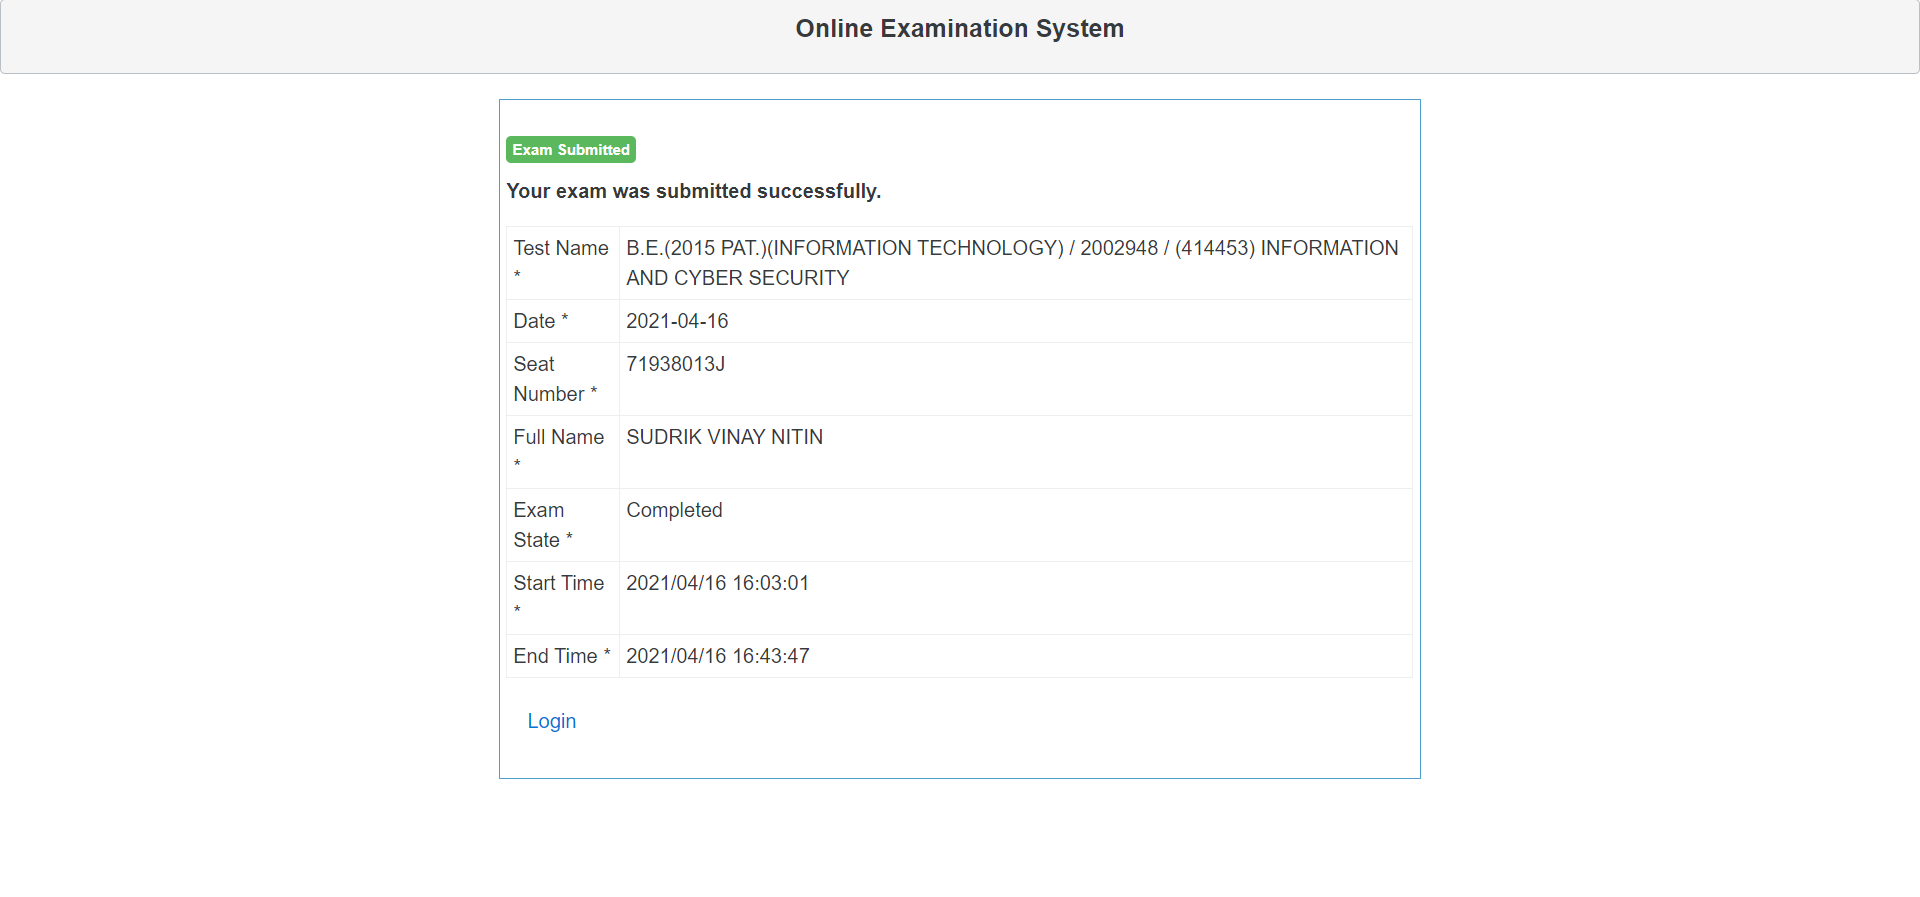 Online Examination System
Exam Submitted
Your exam was submitted successfully.
Test Name
*
B.E.(2015 PAT.)(INFORMATION TECHNOLOGY) / 2002948 / (414453) INFORMATION
AND CYBER SECURITY
Date *
2021-04-16
Seat
Number *
71938013J
Full Name
*
SUDRIK VINAY NITIN
Exam
State *
Completed
Start Time
*
2021/04/16 16:03:01
End Time *
2021/04/16 16:43:47
Login